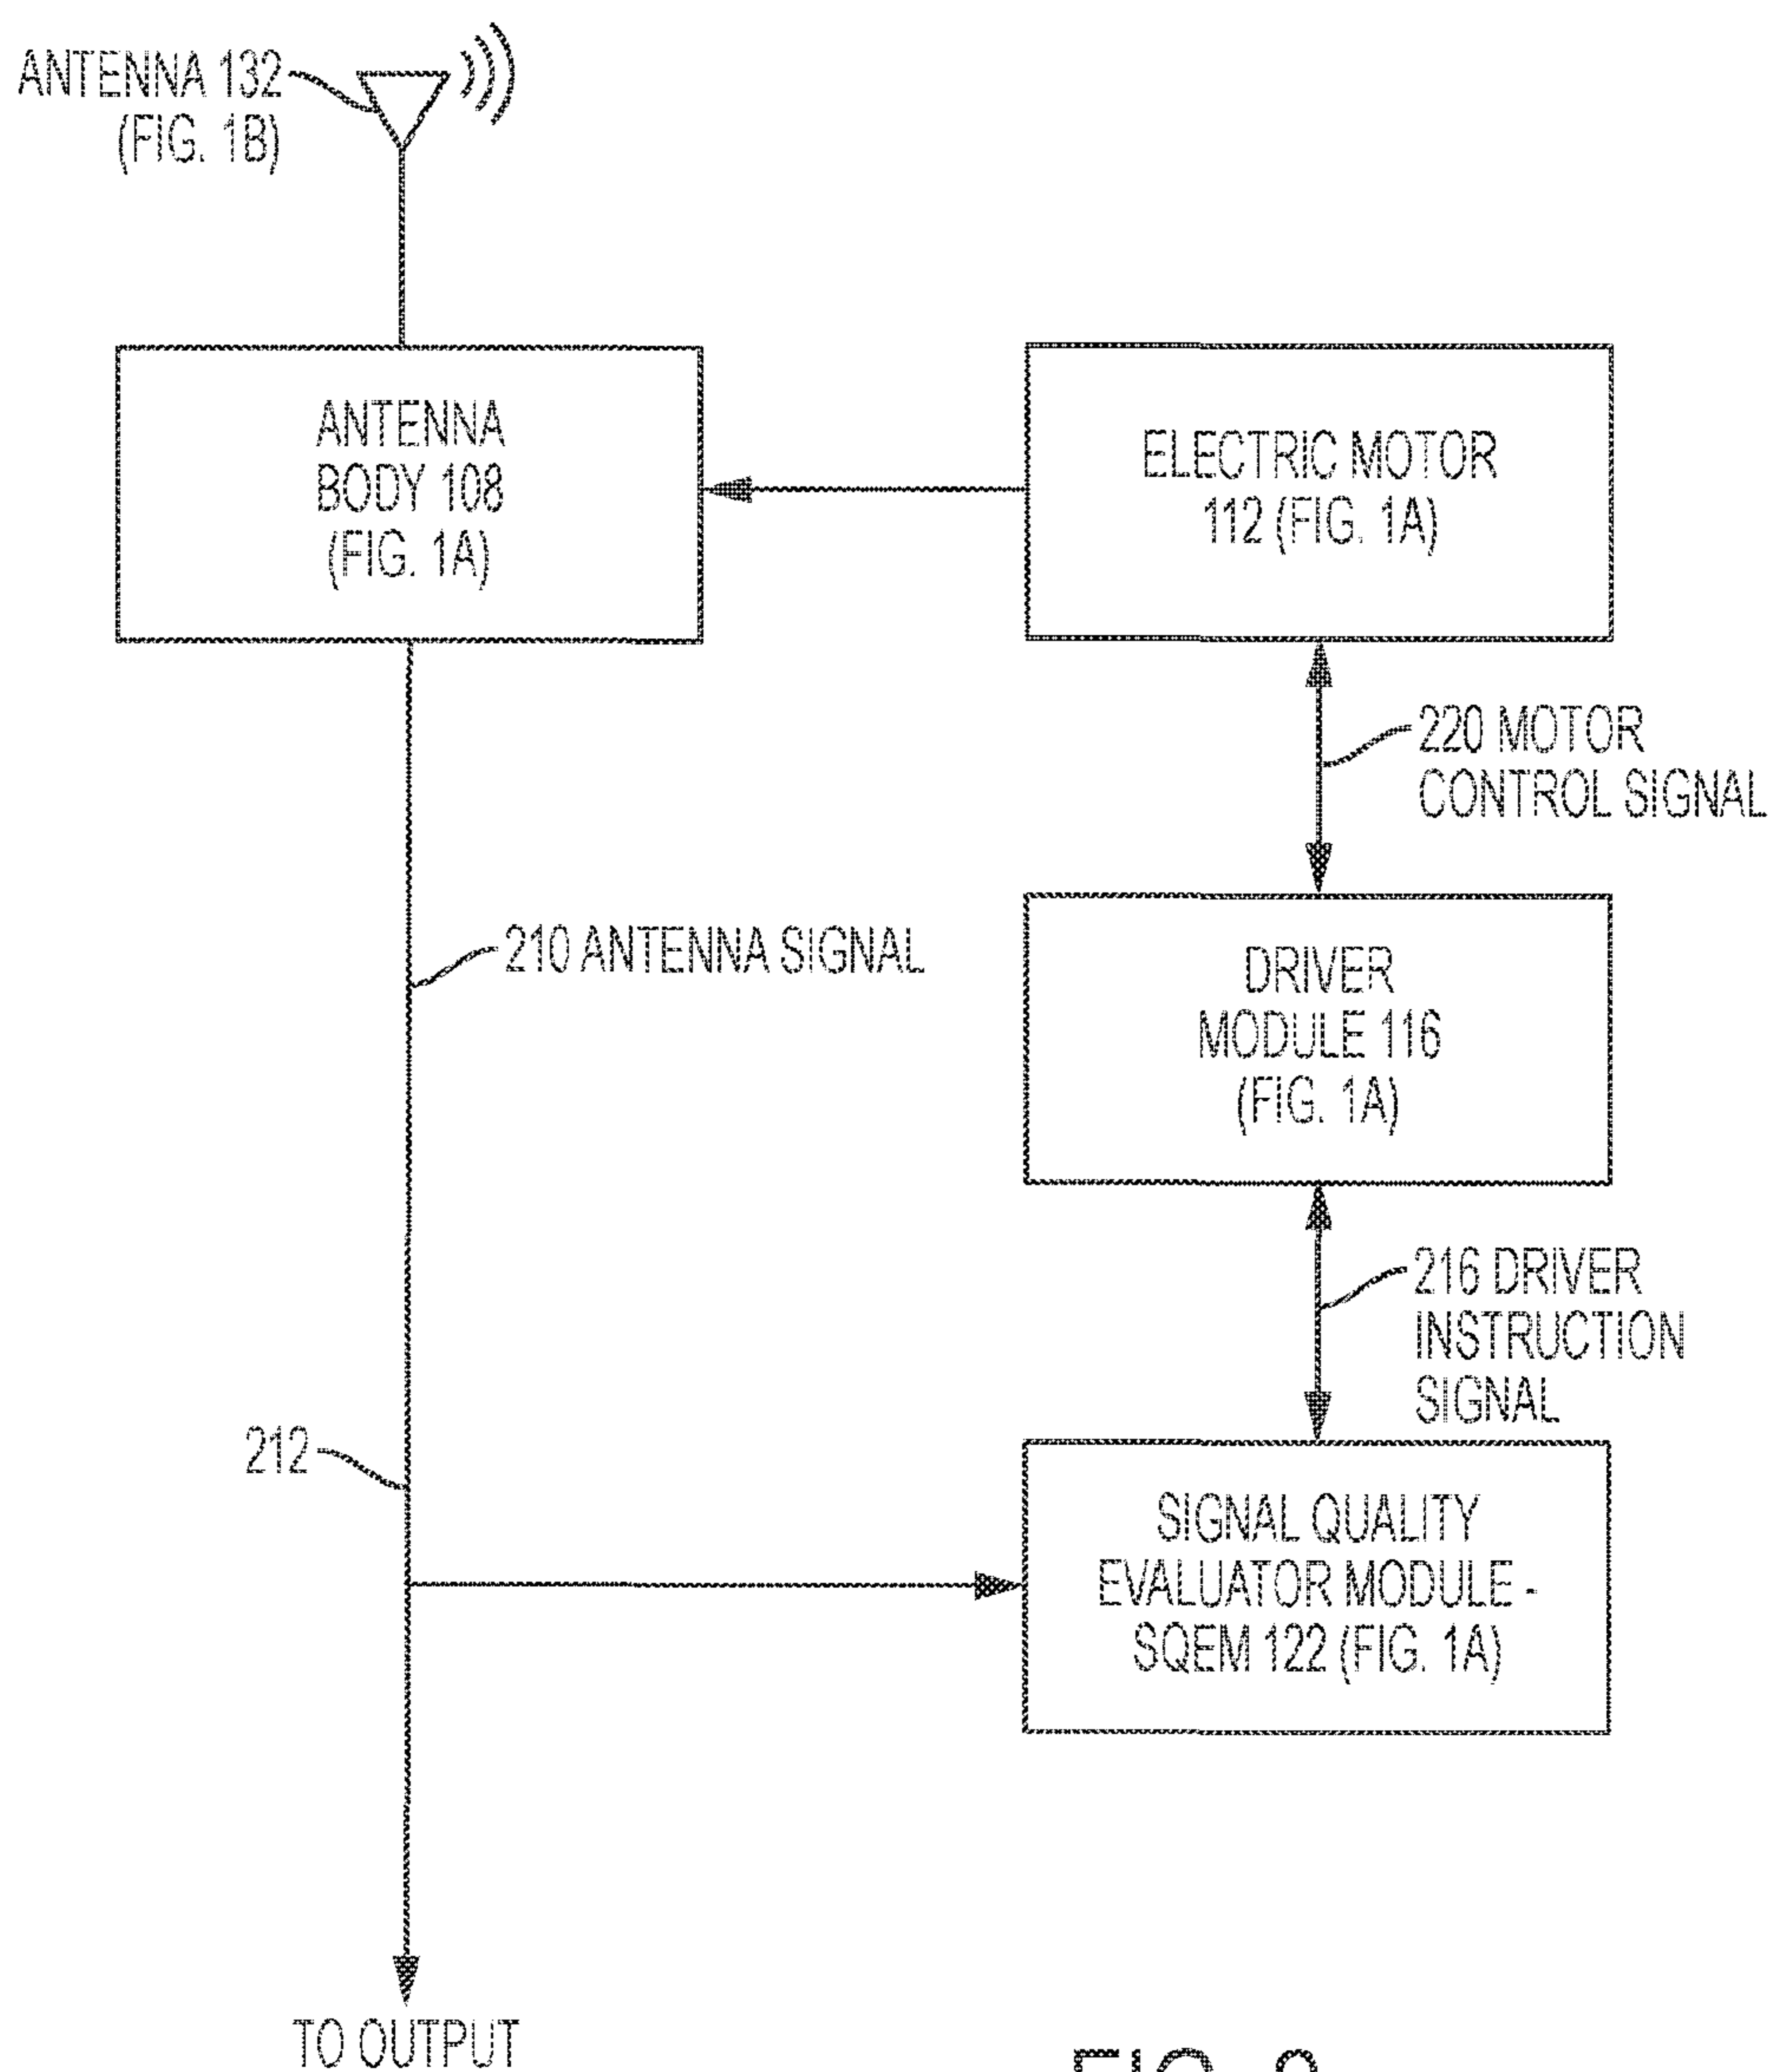 ANTENNA 132
(FIG. 1B)
ANTENNA
BODY 108
(FIG. 1A)
ELECTRIC MOTOR
112 (FIG. 1A)
220 MOTOR
CONTROL SIGNAL
210 ANTENNA SIGNAL
DRIVER
MODULE 116
(FIG. 1A)
216 DRIVER
INSTRUCTION
SIGNAL
212
SIGNAL QUALITY
EVALUATOR MODULE -
SQEM 122 (FIG. 1A)
TO OUTPUT